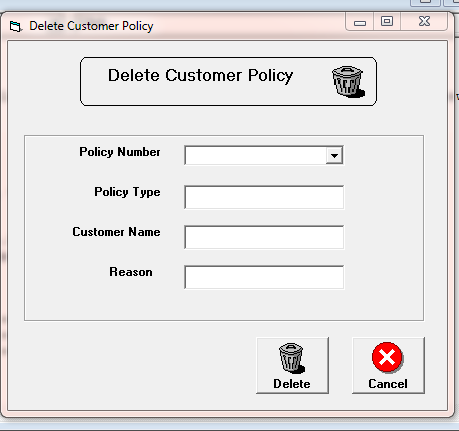 Delete Customer Policy
Delete Customer Policy
Policy Number
Policy Type
Customer Name
Reason
Delete
Cancel